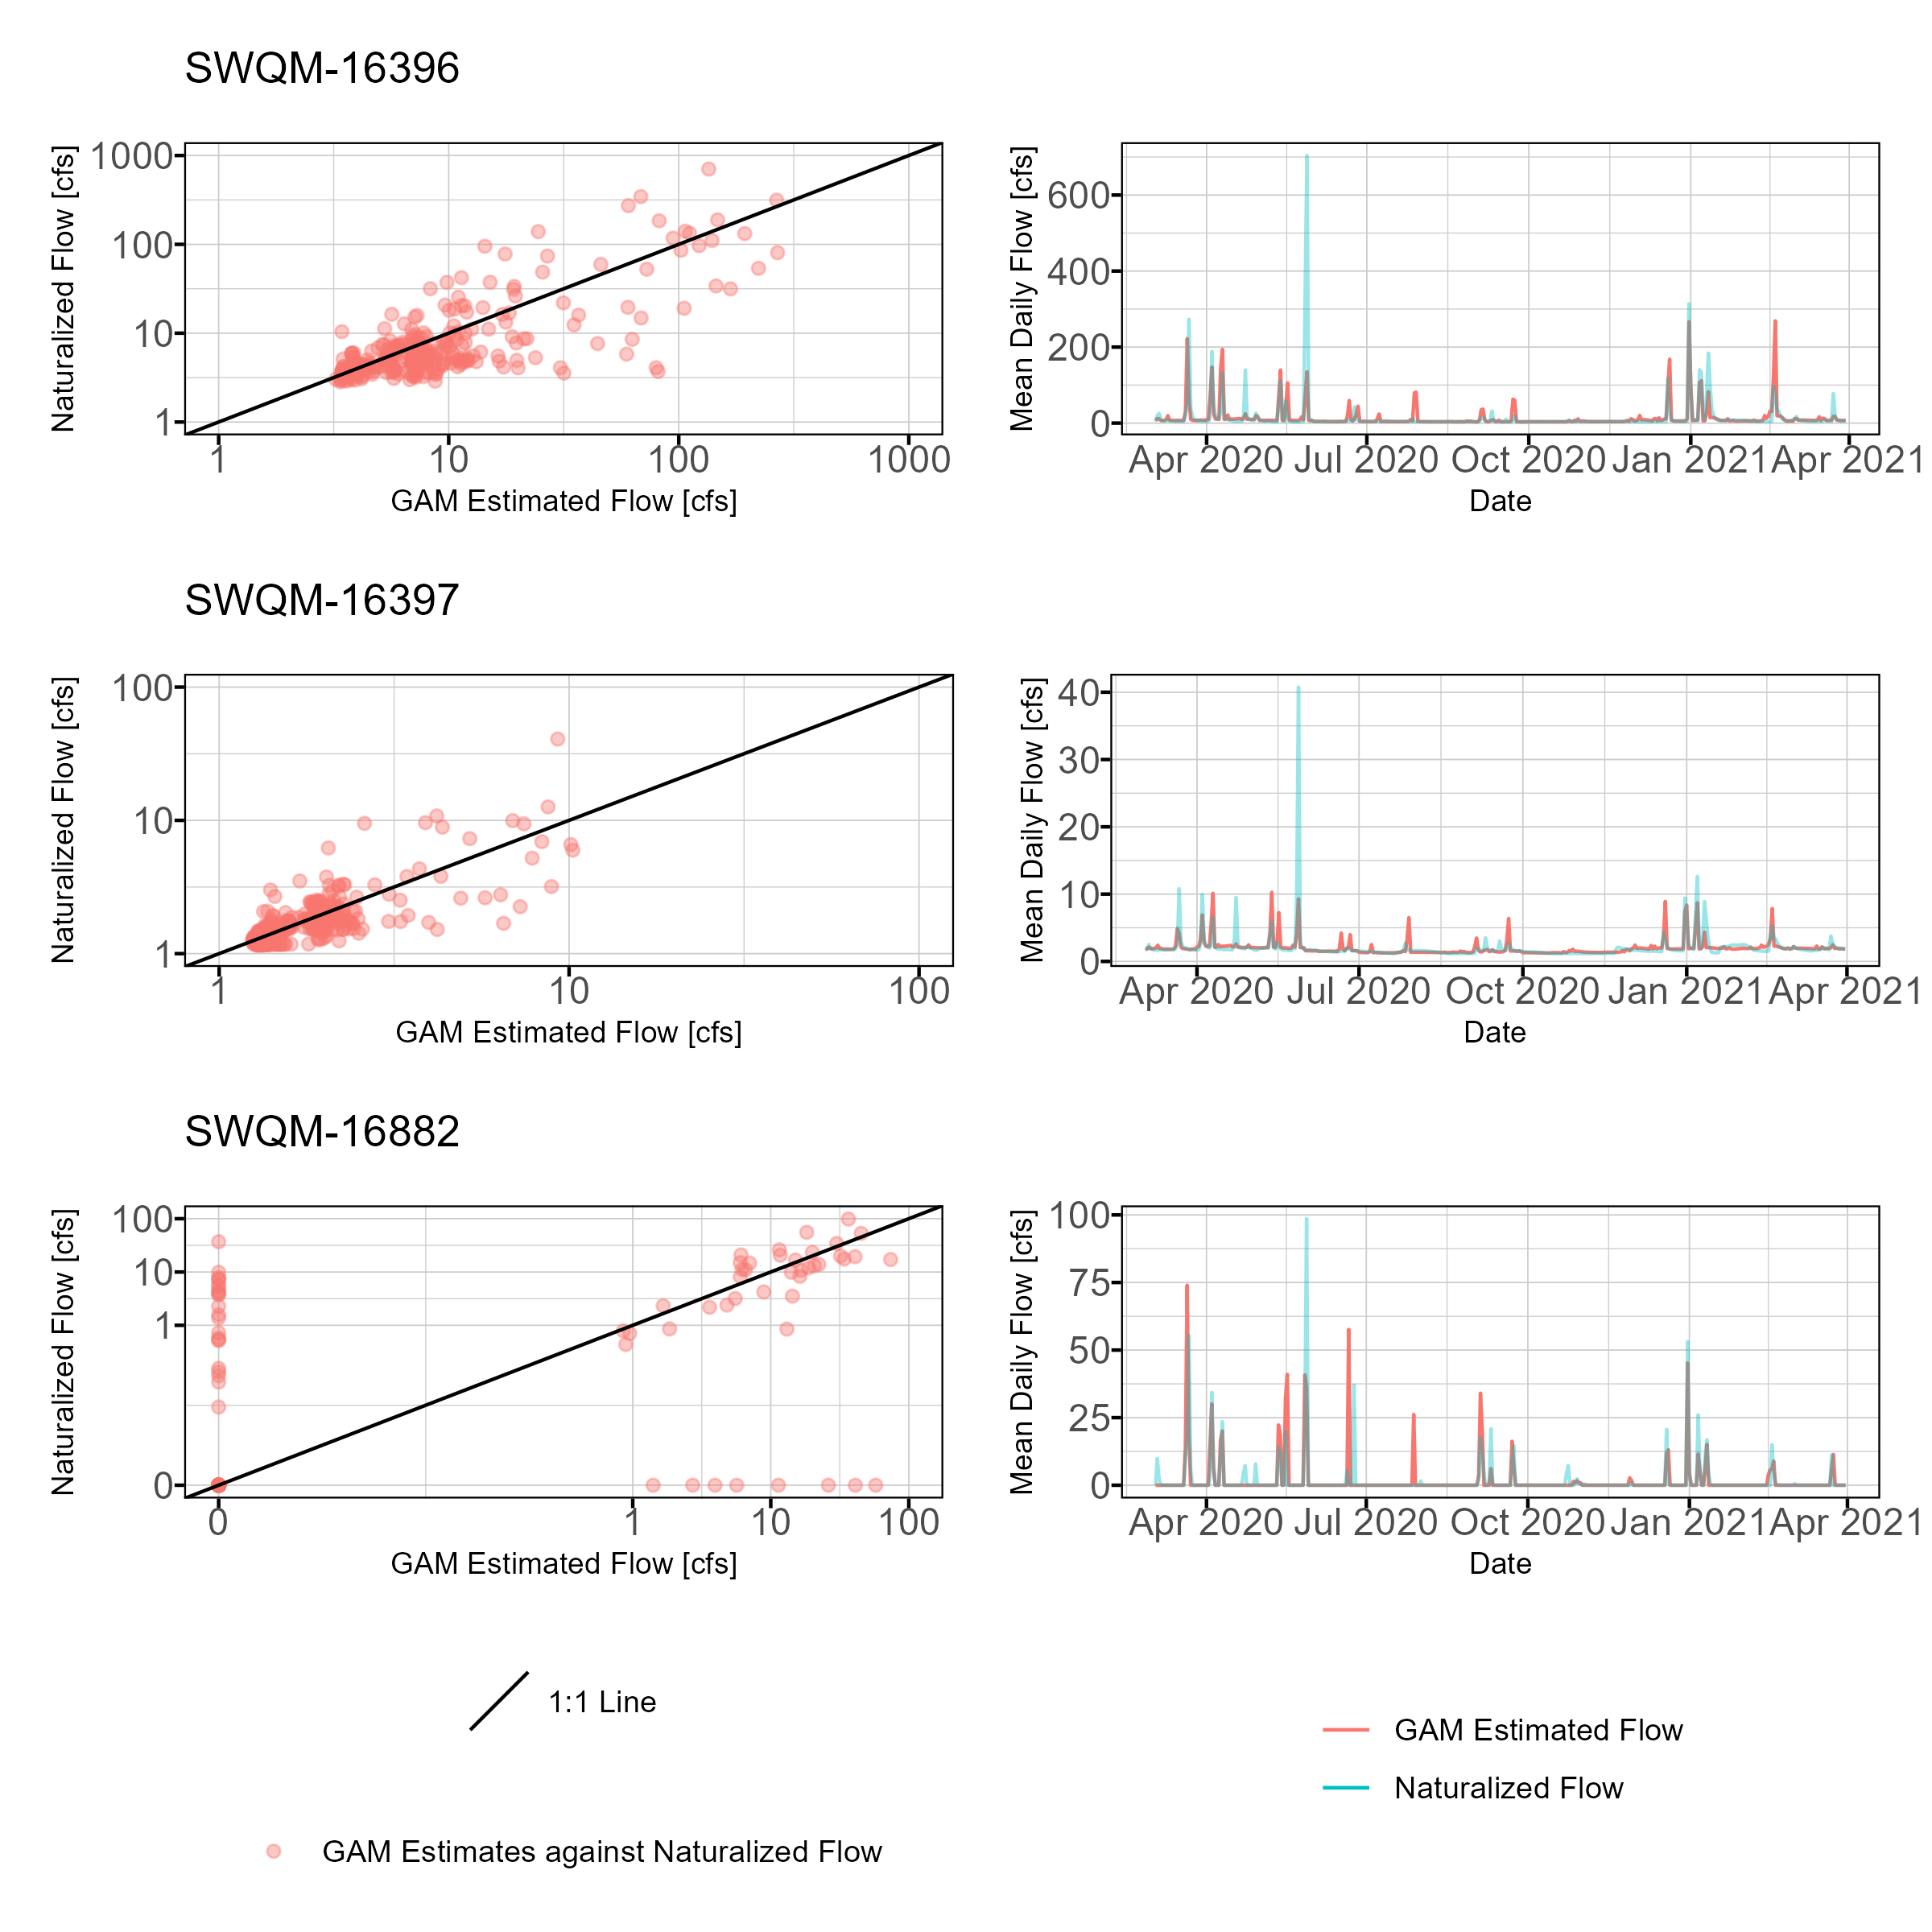 SWQM-16396
Naturalized Flow [cfs]
1000
100
10
1
1 10 100 1000
GAM Estimated Flow [cfs]
Mean Daily Flow [cfs]
600
400
200
0
Apr 2020 Jul 2020 Oct 2020 Jan 2021 Apr 2021
Date
SWQM-16397
Naturalized Flow [cfs]
100
10
1
1 10 100
GAM Estimated Flow [cfs]
Mean Daily Flow [cfs]
40
30
20
10
0
Apr 2020 Jul 2020 Oct 2020 Jan 2021 Apr 2021
Date
SWQM-16882
Naturalized Flow [cfs]
100
10
1
0
0 1 10 100
GAM Estimated Flow [cfs]
Mean Daily Flow [cfs]
100
75
50
25
0
Apr 2020 Jul 2020 Oct 2020 Jan 2021 Apr 2021
Date
1:1 Line
GAM Estimates against Naturalized Flow
GAM Estimated Flow
Naturalized Flow